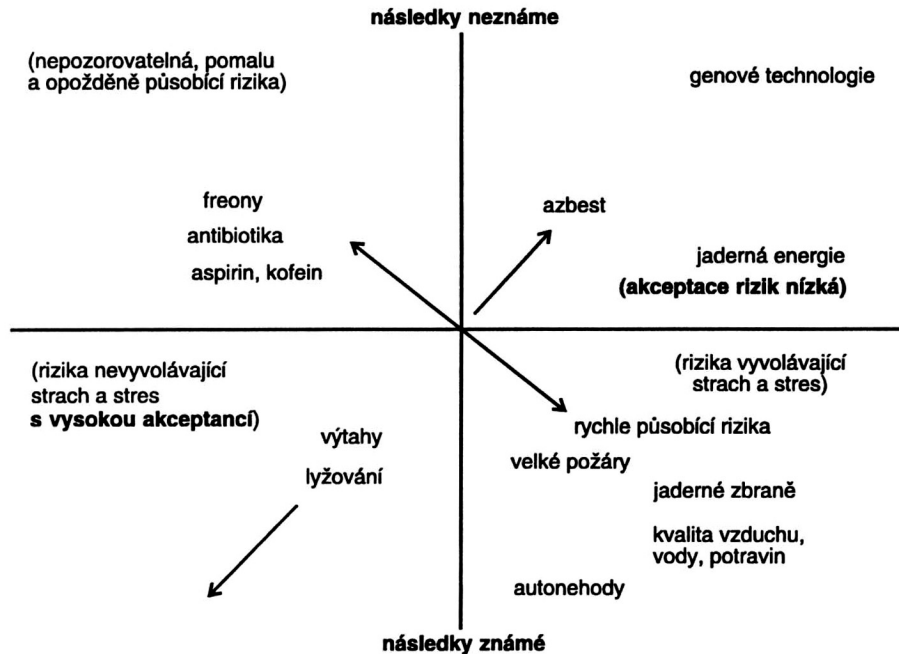 následky neznáme
(nepozorovatelná, pomalu
a opožděně působící rizika)
genové technologie
freony
antibiotika
aspirin, kofein
azbest
jaderná energie
(akceptace rizik nízká)
(rizika nevyvolávající
strach a stres
s vysokou akceptancí)
výtahy
lyžování
(rizika vyvolávající
strach a stres)
rychle působící rizika
velké požáry
jaderné zbraně
kvalita vzduchu,
vody, potravin
autonehody
následky známé